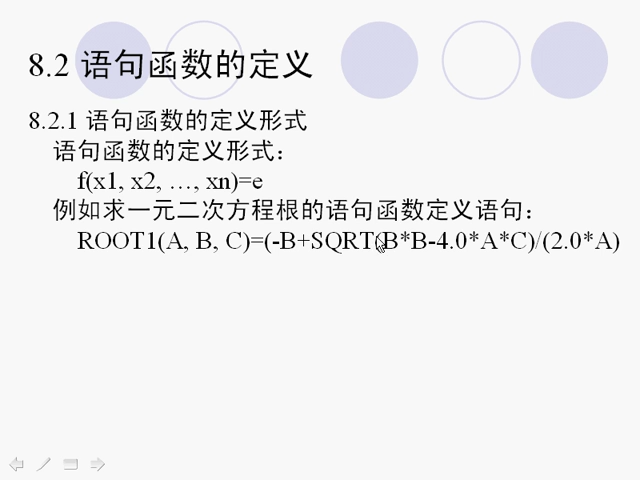 8.2 语句函数的定义
8.2.1 语句函数的定义形式
语句函数的定义形式：
f(x1, x2, …, xn)=e
例如求一元二次方程根的语句函数定义语句：
ROOT1(A, B, C)=(-B+SQRT(B*B-4.0*A*C)/(2.0*A)